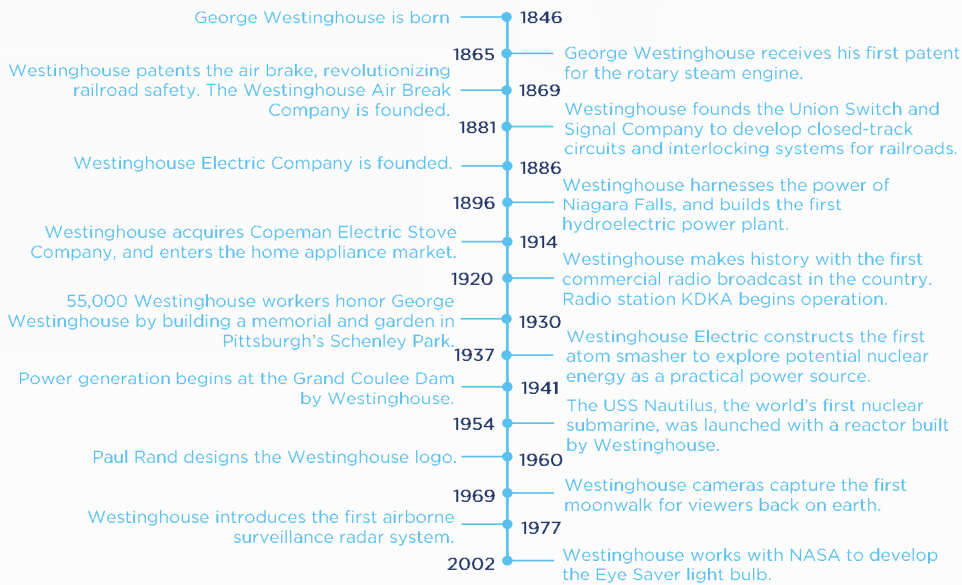 George Westinghouse is born
1846
1865
George Westinghouse receives his first patent
for the rotary steam engine.
Westinghouse patents the air brake, revolutionizing
railroad safety. The Westinghouse Air Break
Company is founded.
1869
1881
Westinghouse founds the Union Switch and
Signal Company to develop closed-track
circuits and interlocking systems for railroads.
Westinghouse Electric Company is founded.
1886
1896
Westinghouse harnesses the power of
Niagara Falls, and builds the first
hydroelectric power plant.
Westinghouse acquires Copeman Electric Stove
Company, and enters the home appliance market.
1914
1920
Westinghouse makes history with the first
commercial radio broadcast in the country.
Radio station KDKA begins operation.
55,000 Westinghouse workers honor George
Westinghouse by building a memorial and garden in
Pittsburgh's Schenley Park.
1930
1937
Westinghouse Electric constructs the first
atom smasher to explore potential nuclear
energy as a practical power source.
Power generation begins at the Grand Coulee Dam
by Westinghouse.
1941
1954
The USS Nautilus, the world's first nuclear
submarine, was launched with a reactor built
by Westinghouse.
Paul Rand designs the Westinghouse logo.
1960
1969
Westinghouse cameras capture the first
moonwalk for viewers back on earth.
Westinghouse introduces the first airborne
surveillance radar system.
1977
2002
Westinghouse works with NASA to develop
the Eye Saver light bulb.